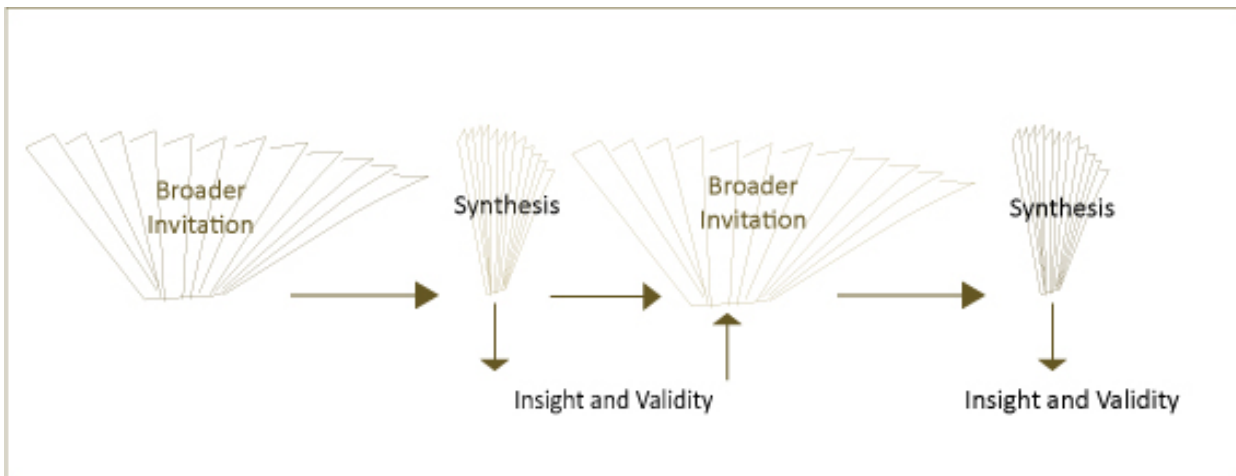 Broader
Invitation
Synthesis
Broader
Invitation
Synthesis
Insight and Validity
Insight and Validity